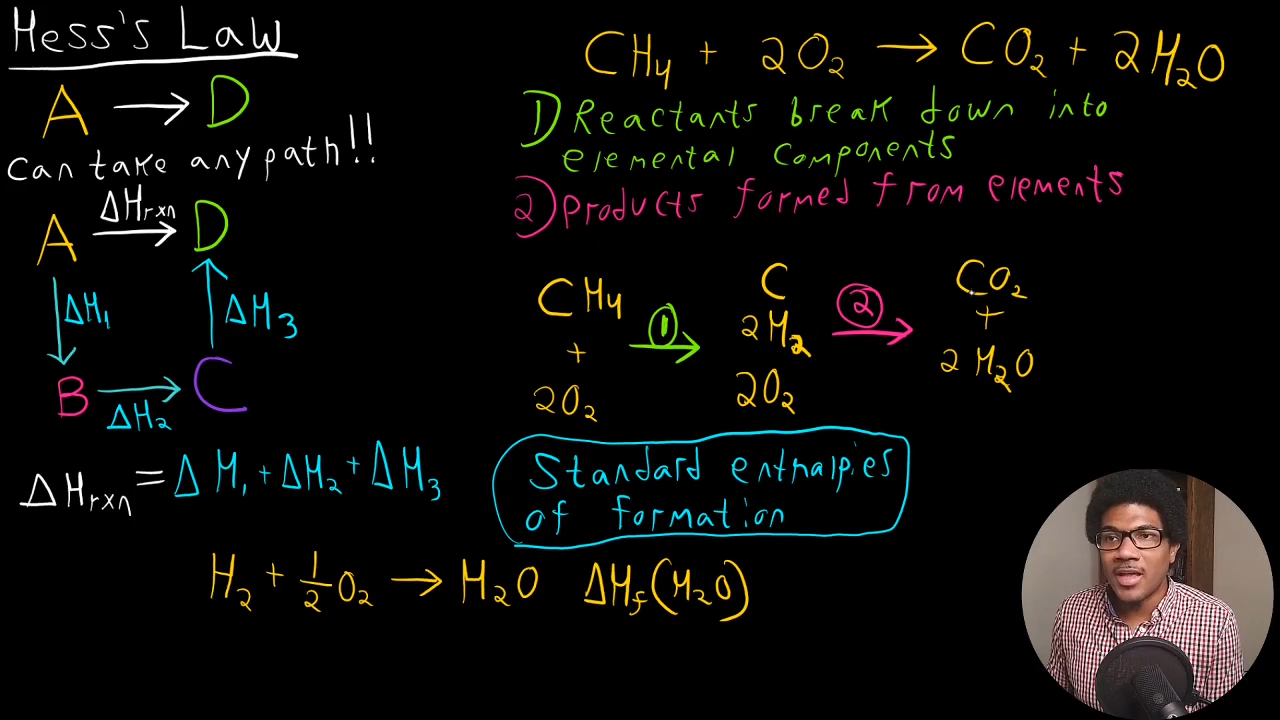 Hess's Law
A → D
can take any path!!
ΔHrxn
A → D
ΔH₁
ΔH₃
B → C
ΔH₂
ΔHrxn = ΔH₁ + ΔH₂ + ΔH₃
CH₄ + 2O₂ → CO₂ + 2H₂O
1) Reactants break down into
elemental components
2) products formed from elements
CH₄ + 2O₂
①
C
2H₂
2O₂
②
CO₂
+
2H₂O
Standard enthalpies
of formation
H₂ + ½O₂ → H₂O ΔHf(H₂O)